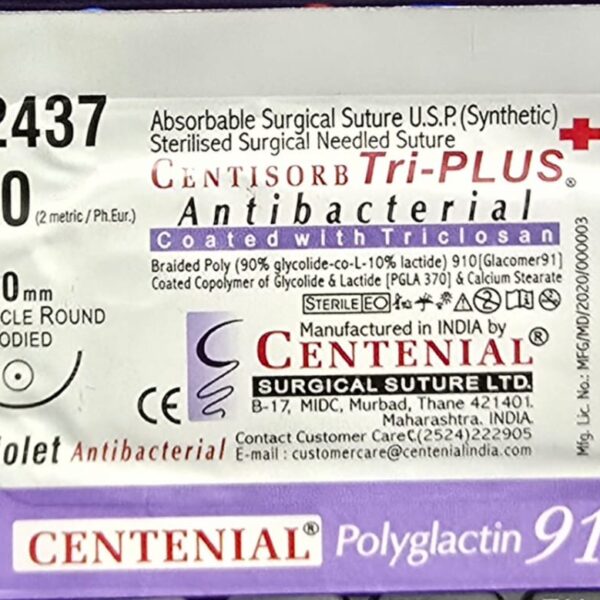 2437
Absorbable Surgical Suture U.S.P. (Synthetic)
Sterilised Surgical Needled Suture
CENTISORB Tri-PLUS®
0 (2 metric / Ph.Eur.)
Antibacterial
Coated with Triclosan
Braided Poly (90% glycolide-co-L-10% lactide) 910 [Glacomer91]
Coated Copolymer of Glycolide & Lactide [PGLA 370] & Calcium Stearate
0 mm
CLE ROUND
ODIED
STERILE EO
Manufactured in INDIA by
CENTENIAL®
SURGICAL SUTURE LTD.
B-17, MIDC, Murbad, Thane 421401.
Maharashtra. INDIA.
CE
Contact Customer Care:(2524)222905
E-mail : customercare@centenialindia.com
olet Antibacterial
Mfg. Lic. No.: MFG/MD/2020/000003
CENTENIAL® Polyglactin 91